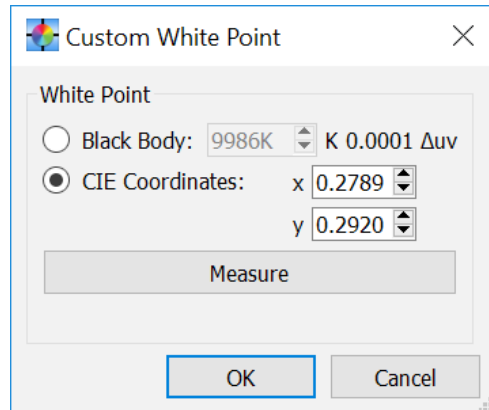 Custom White Point
White Point
Black Body: 9986K K 0.0001 Δuv
CIE Coordinates: x 0.2789
y 0.2920
Measure
OK Cancel